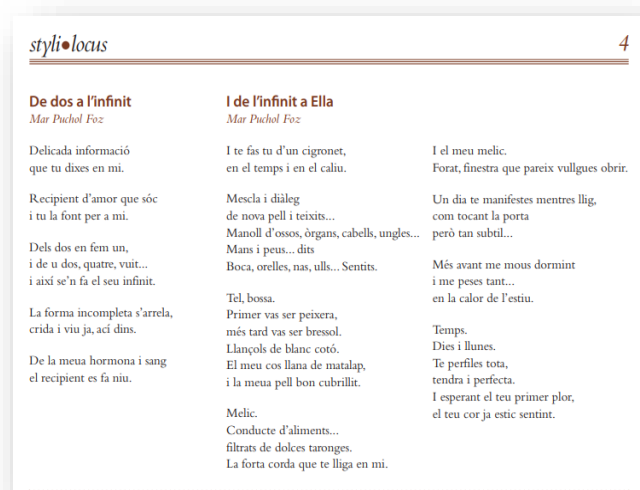 styli•locus
4
De dos a l'infinit
Mar Puchol Foz
Delicada informació
que tu dixes en mi.
Recipient d'amor que sóc
i tu la font per a mi.
Dels dos en fem un,
i de u dos, quatre, vuit...
i així se'n fa el seu infinit.
La forma incompleta s'arrela,
crida i viu ja, ací dins.
De la meua hormona i sang
el recipient es fa niu.
I de l'infinit a Ella
Mar Puchol Foz
I te fas tu d'un cigronet,
en el temps i en el caliu.
Mescla i diàleg
de nova pell i teixits...
Manoll d'ossos, òrgans, cabells, ungles...
Mans i peus... dits
Boca, orelles, nas, ulls... Sentits.
Tel, bossa.
Primer vas ser peixera,
més tard vas ser bressol.
Llançols de blanc cotó.
El meu cos llana de matalap,
i la meua pell bon cubrillit.
Melic.
Conducte d'aliments...
filtrats de dolces taronges.
La forta corda que te lliga en mi.
I el meu melic.
Forat, finestra que pareix vullgues obrir.
Un dia te manifestes mentres llig,
com tocant la porta
però tan subtil...
Més avant me mous dormint
i me peses tant...
en la calor de l'estiu.
Temps.
Dies i llunes.
Te perfiles tota,
tendra i perfecta.
I esperant el teu primer plor,
el teu cor ja estic sentint.